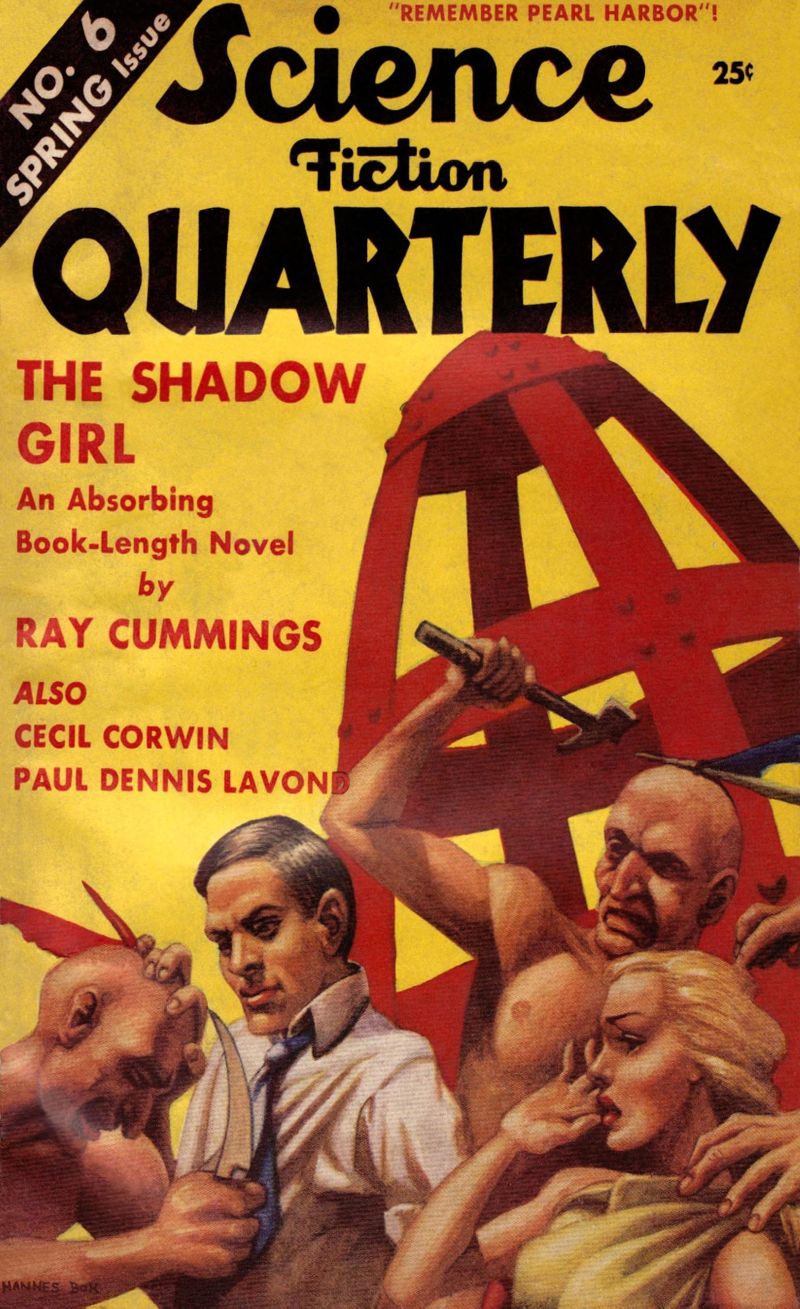 "REMEMBER PEARL HARBOR"!
NO. 6
SPRING Issue
Science
25¢
Fiction
QUARTERLY
THE SHADOW
GIRL
An Absorbing
Book-Length Novel
by
RAY CUMMINGS
ALSO
CECIL CORWIN
PAUL DENNIS LAVOND
HANNES BOK